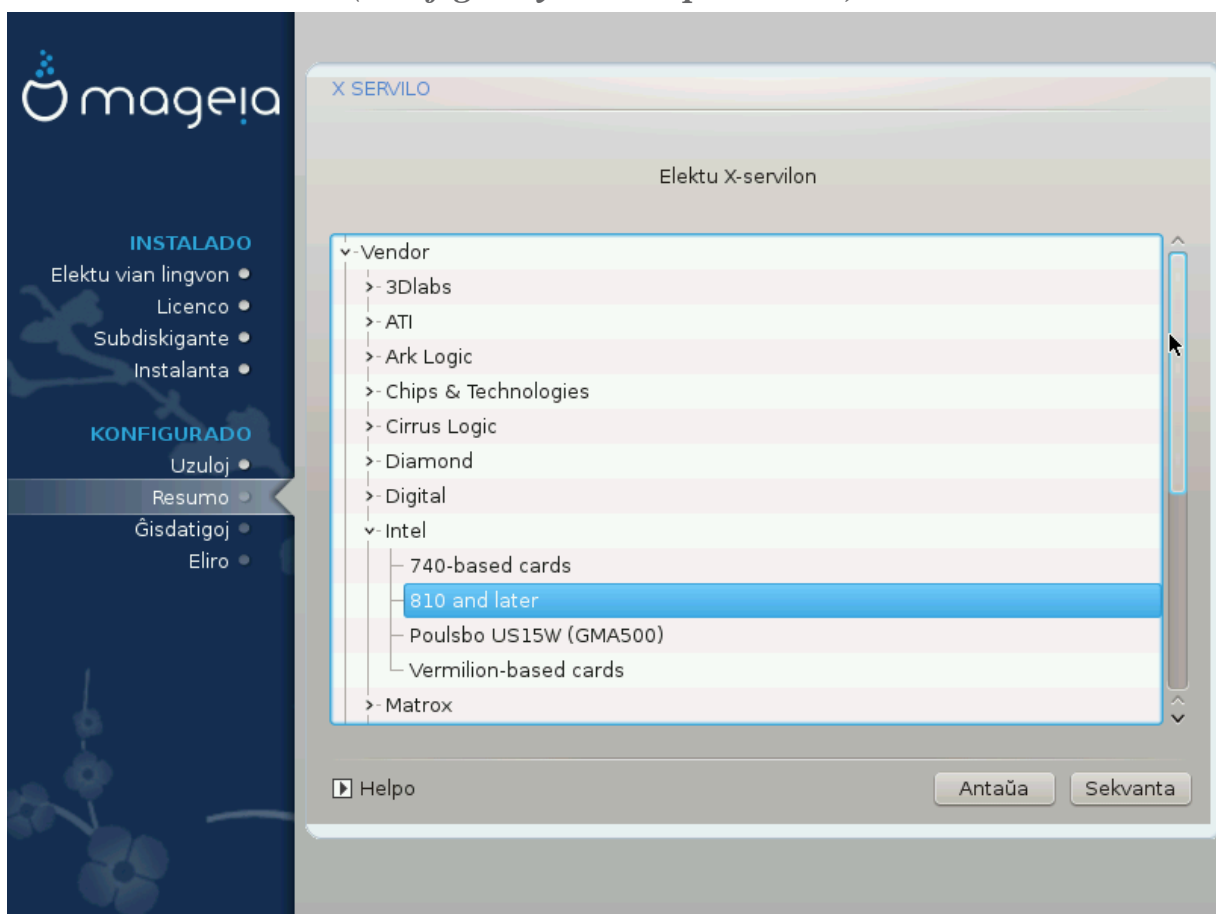 mageia
INSTALADO
Elektu vian lingvon
Licenco
Subdiskigante
Instalanta
KONFIGURADO
Uzuloj
Resumo
Ĝisdatigoj
Eliro
X SERVILO
Elektu X-servilon
Vendor
3Dlabs
ATI
Ark Logic
Chips & Technologies
Cirrus Logic
Diamond
Digital
Intel
740-based cards
810 and later
Poulsbo US15W (GMA500)
Vermilion-based cards
Matrox
Helpo
Antaŭa
Sekvanta